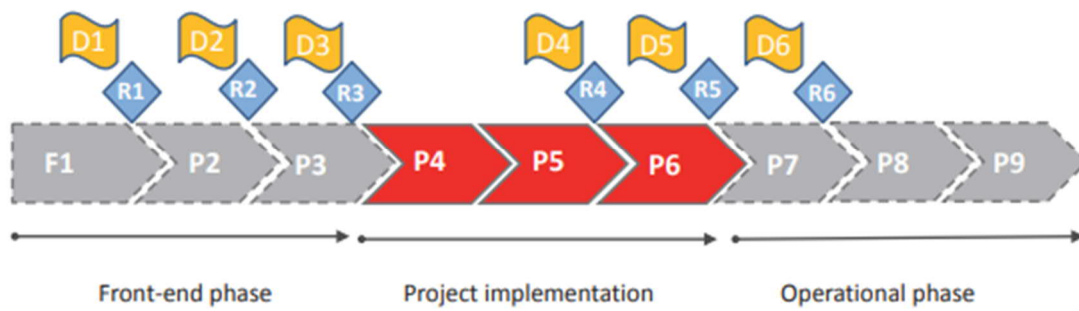 D1 D2 D3 D4 D5 D6
R1 R2 R3 R4 R5 R6
F1 P2 P3 P4 P5 P6 P7 P8 P9
Front-end phase Project implementation Operational phase